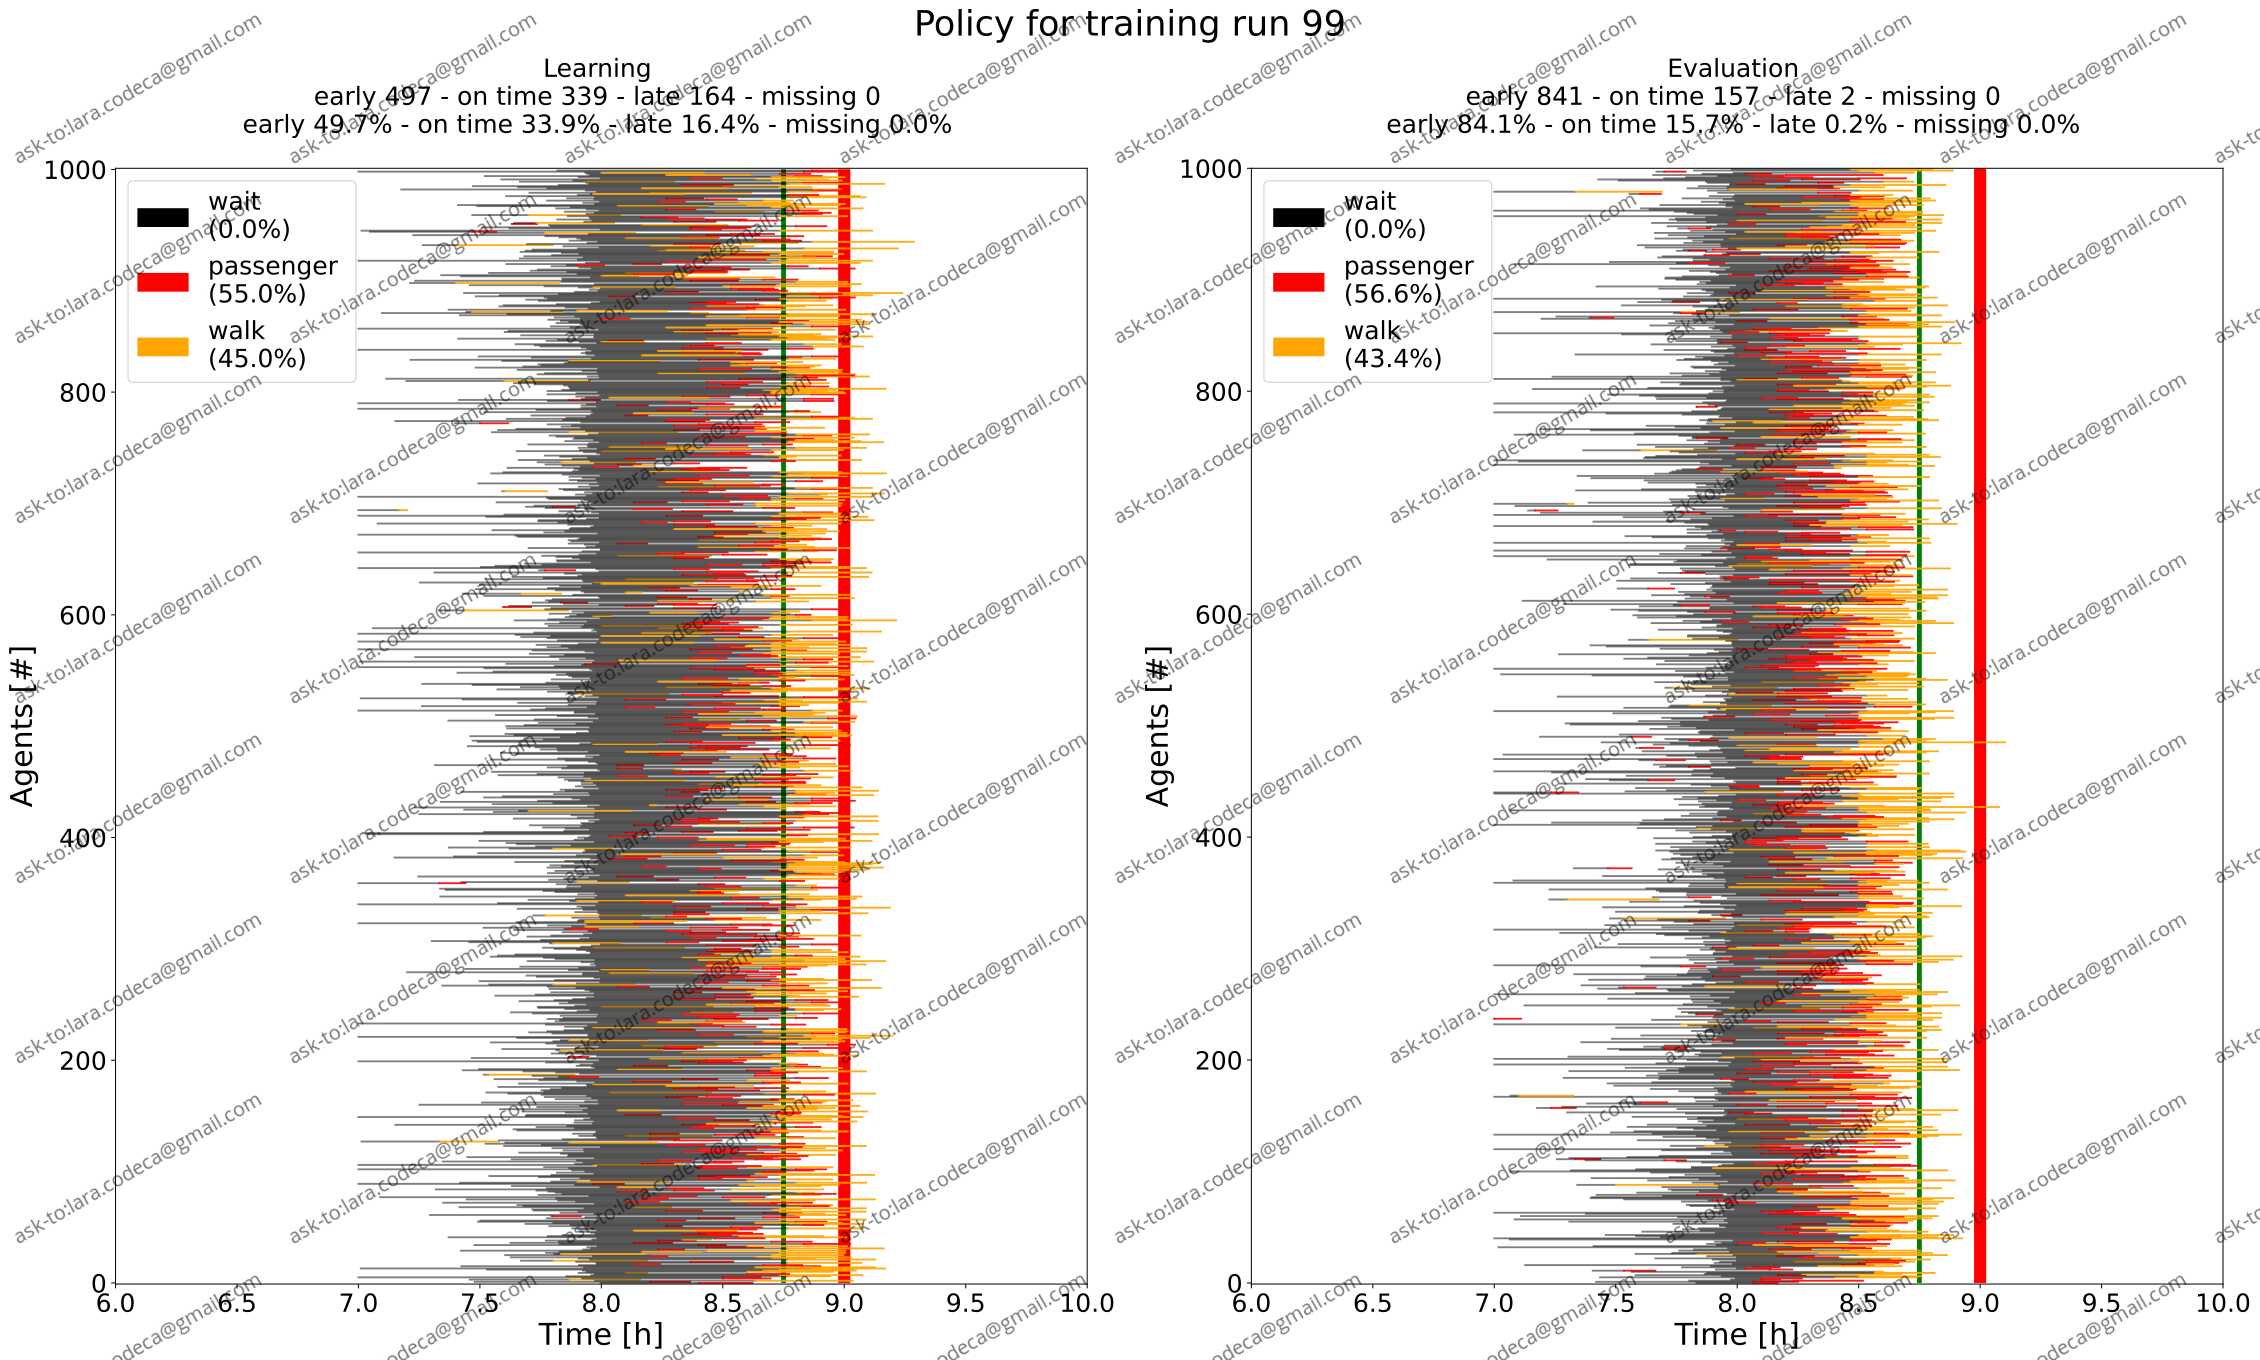 Policy for training run 99
Learning
early 497 - on time 339 - late 164 - missing 0
early 49.7% - on time 33.9% - late 16.4% - missing 0.0%
1000
800
600
400
200
0
Agents [#]
wait
(0.0%)
passenger
(55.0%)
walk
(45.0%)
6.0 6.5 7.0 7.5 8.0 8.5 9.0 9.5 10.0
Time [h]
Evaluation
early 841 - on time 157 - late 2 - missing 0
early 84.1% - on time 15.7% - late 0.2% - missing 0.0%
1000
800
600
400
200
0
Agents [#]
wait
(0.0%)
passenger
(56.6%)
walk
(43.4%)
6.0 6.5 7.0 7.5 8.0 8.5 9.0 9.5 10.0
Time [h]
ask-to:lara.codeca@gmail.com